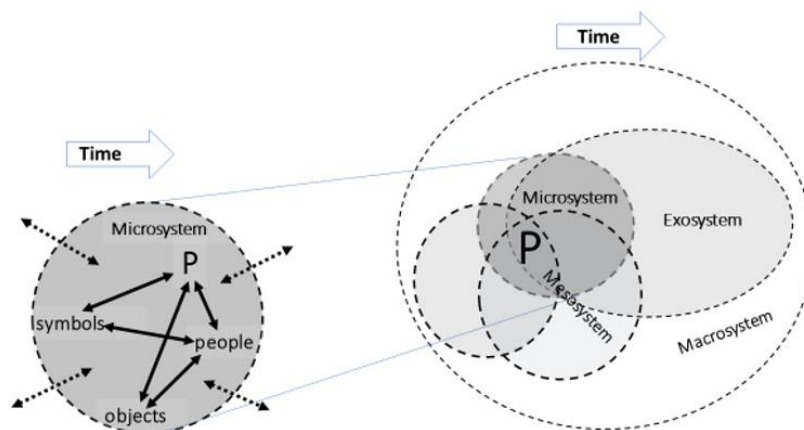 Time
Time
Microsystem
P
symbols
people
objects
Microsystem
Exosystem
P
Mesosystem
Macrosystem